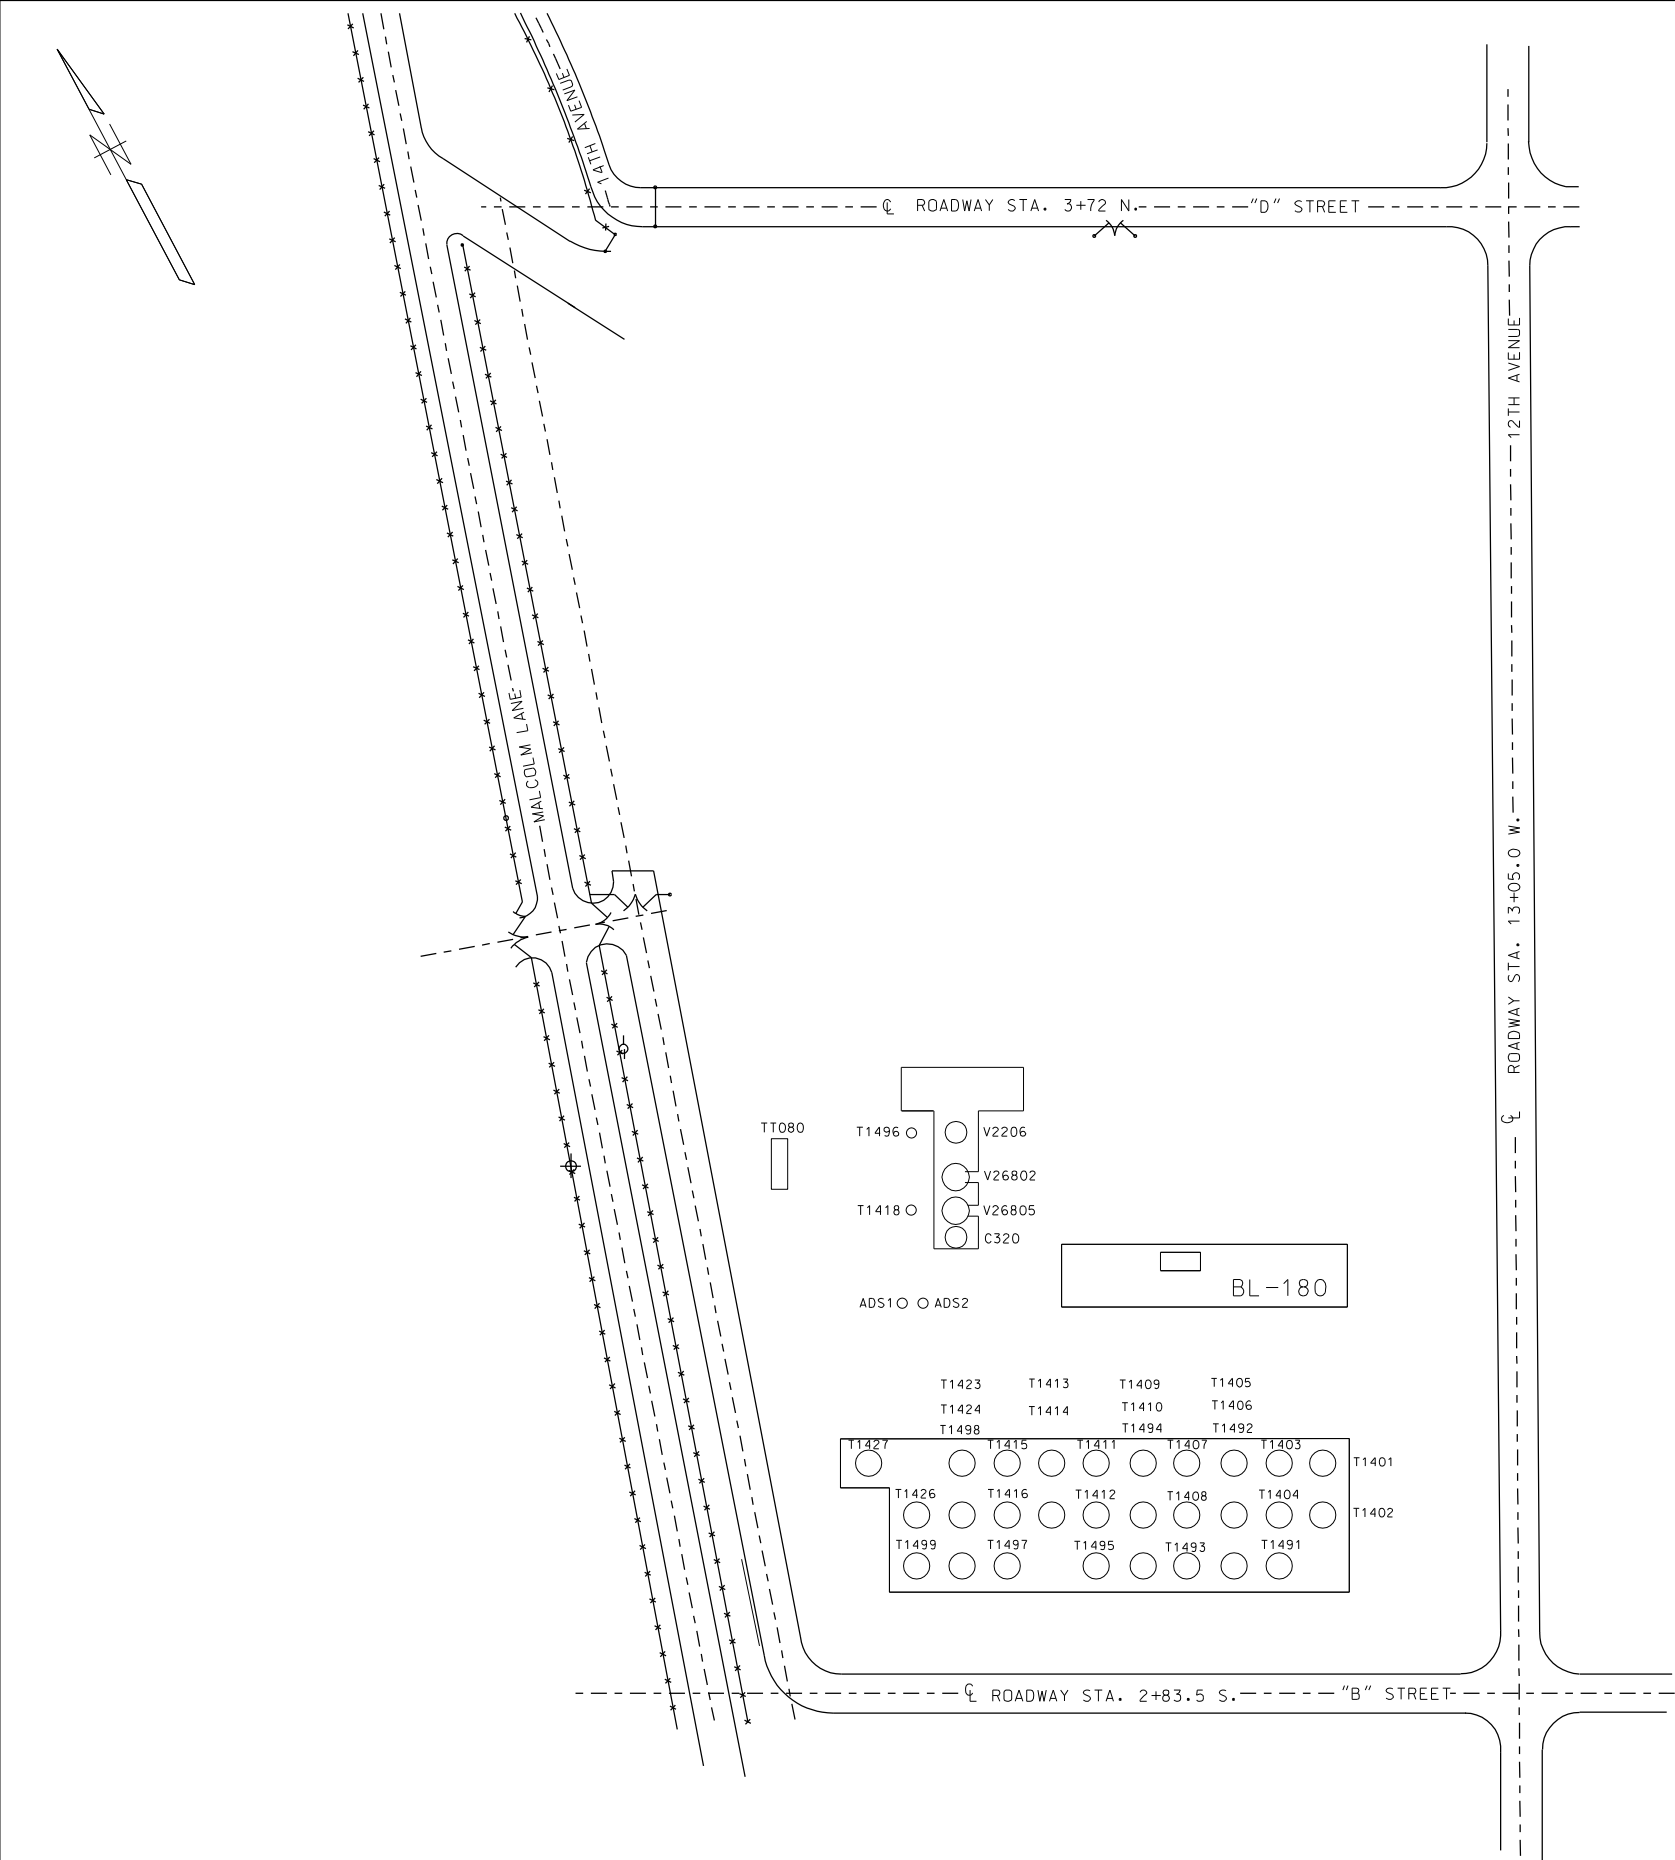 14TH AVENUE
℄ ROADWAY STA. 3+72 N.
"D" STREET
12TH AVENUE
MALCOLM LANE
℄ ROADWAY STA. 13+05.0 W.
TT080
T1496
V2206
V26802
T1418
V26805
C320
BL-180
ADS1
ADS2
T1423
T1413
T1409
T1405
T1424
T1414
T1410
T1406
T1498
T1494
T1492
T1427
T1415
T1411
T1407
T1403
T1401
T1426
T1416
T1412
T1408
T1404
T1402
T1499
T1497
T1495
T1493
T1491
℄ ROADWAY STA. 2+83.5 S.
"B" STREET